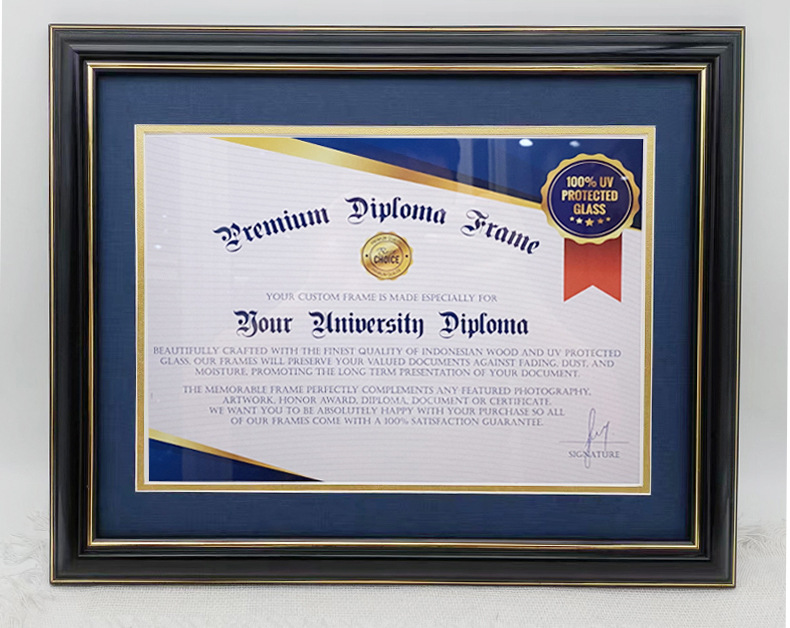 100% UV
PROTECTED
GLASS
Premium Diploma Frame
CHOICE
YOUR CUSTOM FRAME IS MADE ESPECIALLY FOR
Your University Diploma
BEAUTIFULLY CRAFTED WITH THE FINEST QUALITY OF INDONESIAN WOOD AND UV PROTECTED
GLASS, OUR FRAMES WILL PRESERVE YOUR VALUED DOCUMENTS AGAINST FADING, DUST, AND
MOISTURE, PROMOTING THE LONG TERM PRESENTATION OF YOUR DOCUMENT
THE MEMORABLE FRAME PERFECTLY COMPLEMENTS ANY FEATURED PHOTOGRAPHY,
ARTWORK, HONOR AWARD, DIPLOMA, DOCUMENT OR CERTIFICATE.
WE WANT YOU TO BE ABSOLUTELY HAPPY WITH YOUR PURCHASE SO ALL
OF OUR FRAMES COME WITH A 100% SATISFACTION GUARANTEE.
SIGNATURE